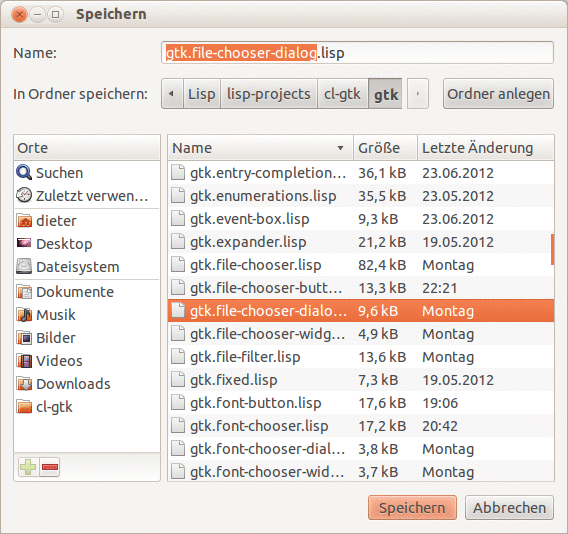 Speichern
Name: gtk.file-chooser-dialog.lisp
In Ordner speichern: Lisp lisp-projects cl-gtk gtk Ordner anlegen
Orte
Suchen
Zuletzt verwen...
dieter
Desktop
Dateisystem
Dokumente
Musik
Bilder
Videos
Downloads
cl-gtk
Name Größe Letzte Änderung
gtk.entry-completion... 36,1 kB 23.06.2012
gtk.enumerations.lisp 35,5 kB 23.05.2012
gtk.event-box.lisp 9,3 kB 23.06.2012
gtk.expander.lisp 21,2 kB 19.05.2012
gtk.file-chooser.lisp 82,4 kB Montag
gtk.file-chooser-butt... 13,3 kB 22:21
gtk.file-chooser-dialo... 9,6 kB Montag
gtk.file-chooser-widg... 4,9 kB Montag
gtk.file-filter.lisp 13,6 kB Montag
gtk.fixed.lisp 7,3 kB 19.05.2012
gtk.font-button.lisp 17,6 kB 19:06
gtk.font-chooser.lisp 17,2 kB 20:42
gtk.font-chooser-dial... 3,8 kB Montag
gtk.font-chooser-wid... 3,7 kB Montag
Speichern Abbrechen